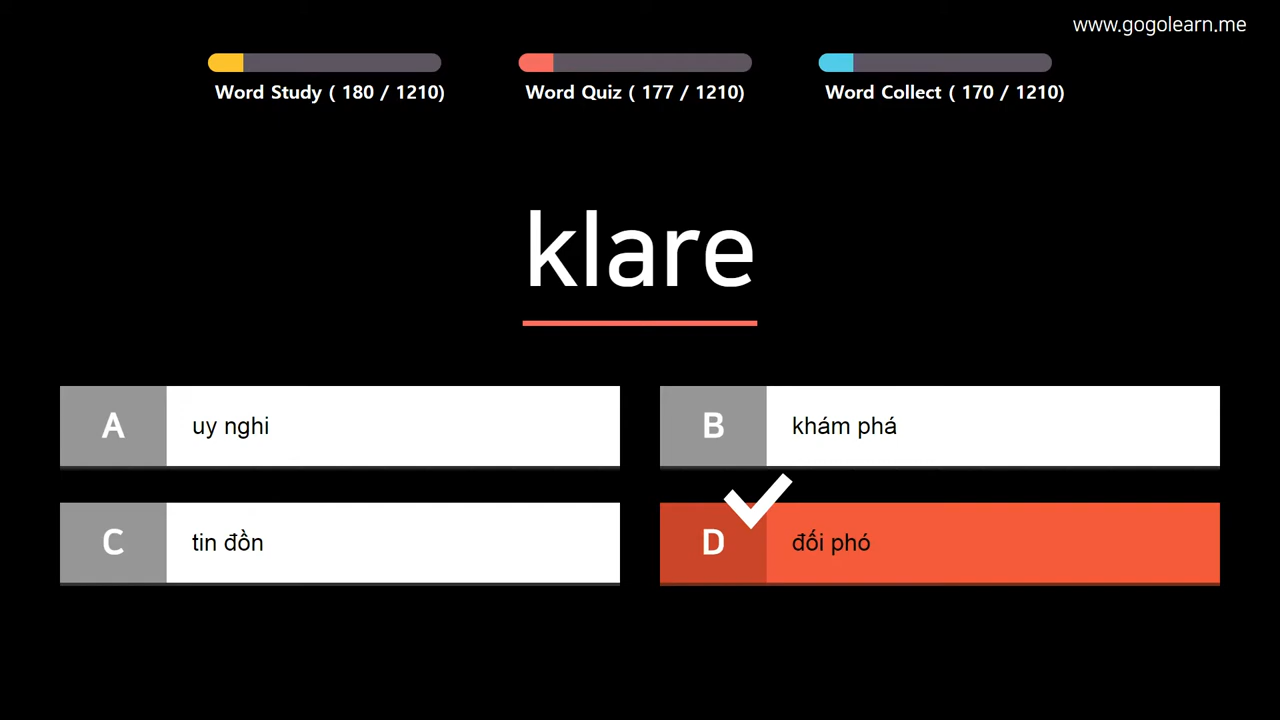 www.gogolearn.me
Word Study ( 180 / 1210)
Word Quiz ( 177 / 1210)
Word Collect ( 170 / 1210)
klare
A uy nghi
B khám phá
C tin đồn
D đối phó